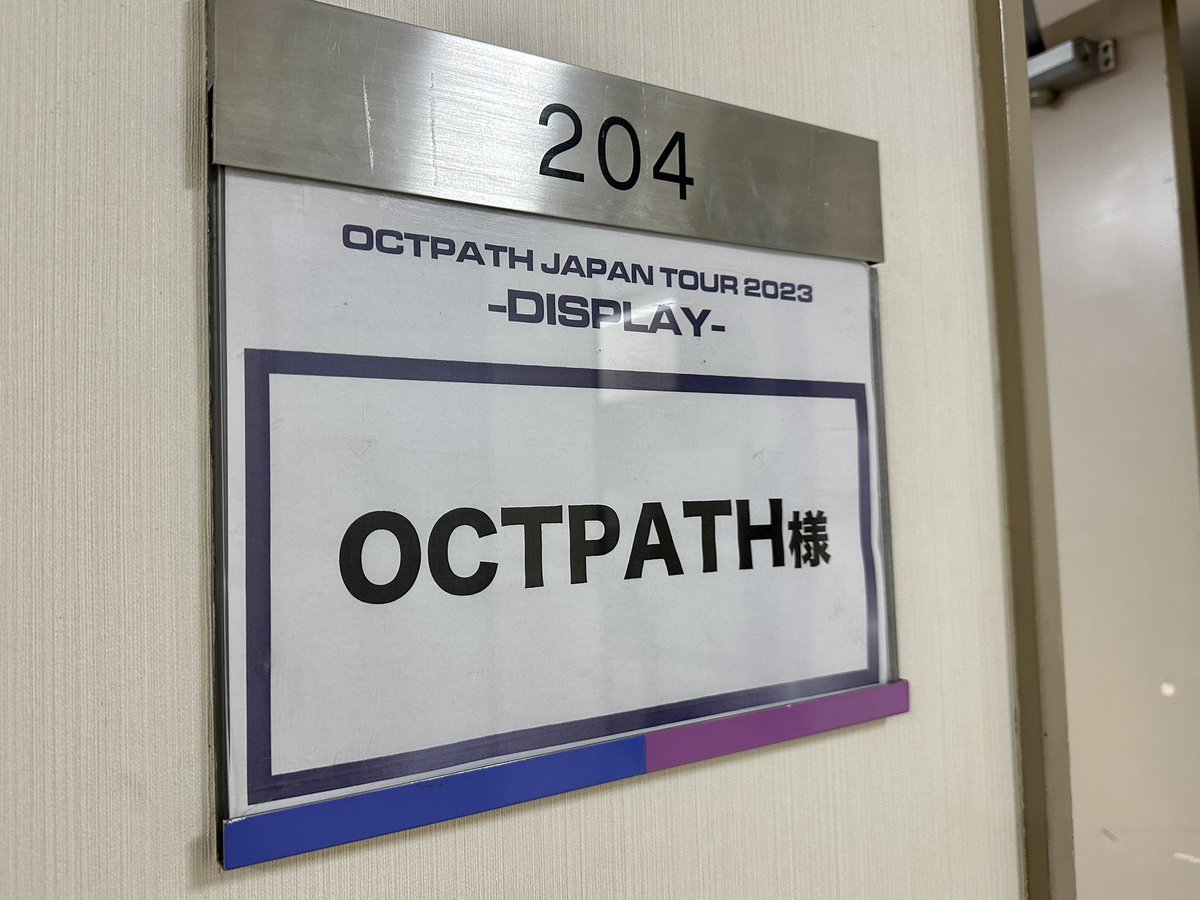 204
OCTPATH JAPAN TOUR 2023
-DISPLAY-
OCTPATH様